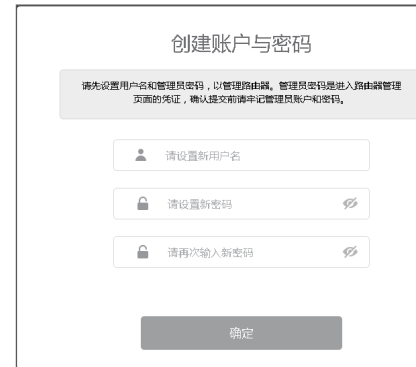 创建账户与密码
请先设置用户名和管理员密码，以管理路由器。管理员密码是进入路由器管理
页面的凭证，确认提交前请牢记管理员账户和密码。
请设置新用户名
请设置新密码
请再次输入新密码
确定